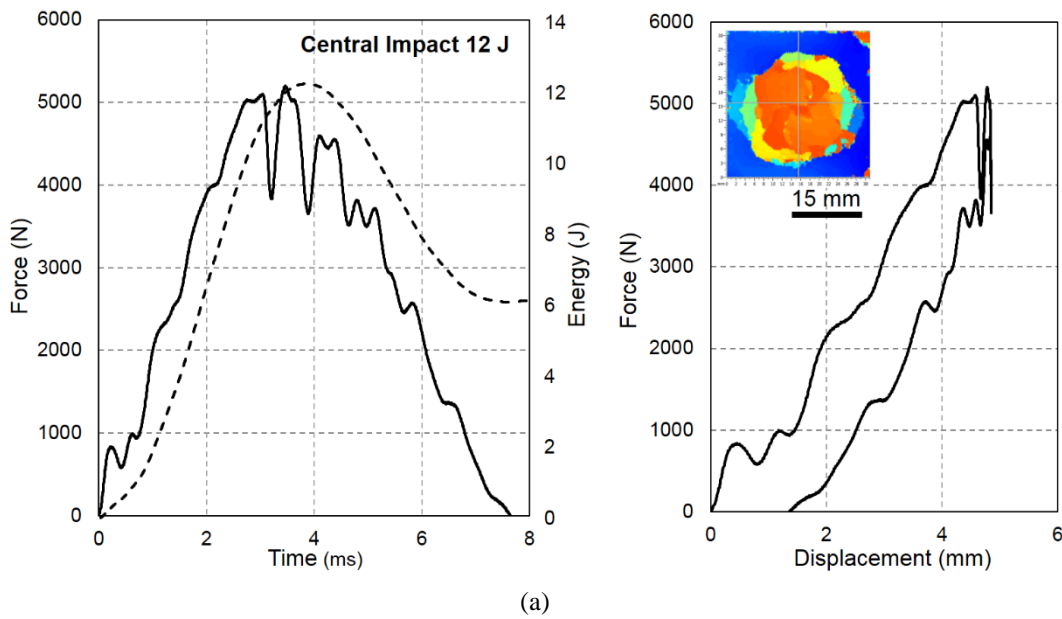 Central Impact 12 J
6000
5000
4000
3000
2000
1000
0
Force (N)
0 2 4 6 8
Time (ms)
14
12
10
8
6
4
2
0
Energy (J)
6000
5000
4000
3000
2000
1000
0
Force (N)
15 mm
0 2 4 6
Displacement (mm)
(a)